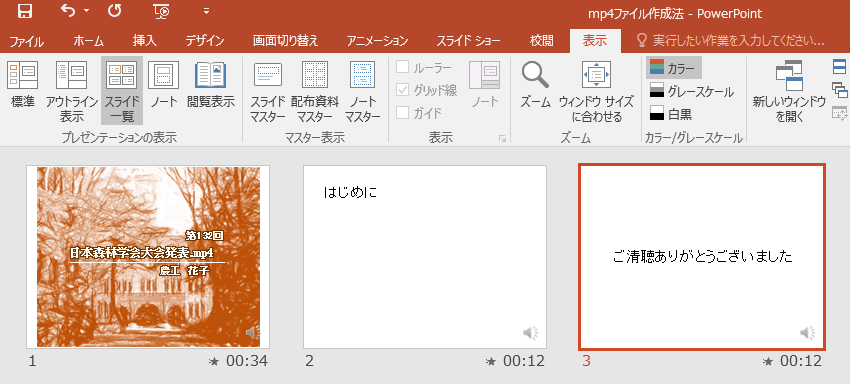 mp4ファイル作成法 - PowerPoint
ファイル ホーム 挿入 デザイン 画面切り替え アニメーション スライド ショー 校閲 表示 実行したい作業を入力してください...
標準 アウトライン表示 スライド一覧 ノート 閲覧表示
プレゼンテーションの表示
スライドマスター 配布資料マスター ノートマスター
マスター表示
ルーラー
グリッド線
ガイド
ノート
表示
ズーム ウィンドウ サイズに合わせる
ズーム
カラー
グレースケール
白黒
カラー/グレースケール
新しいウィンドウを開く
第132回
日本森林学会大会発表.mp4
農工 花子
1 00:34
はじめに
2 00:12
ご清聴ありがとうございました
3 00:12